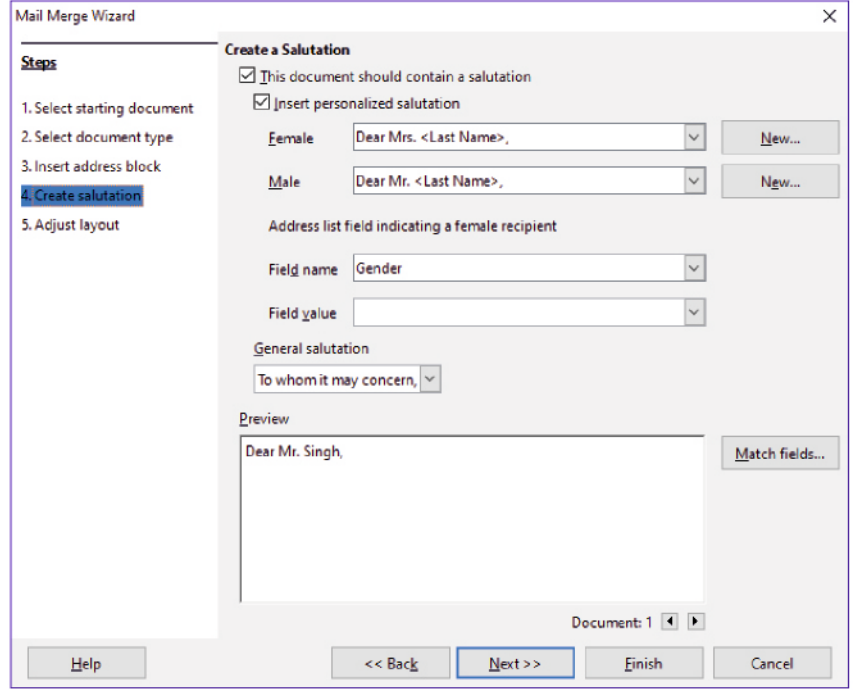 Mail Merge Wizard
Steps
1. Select starting document
2. Select document type
3. Insert address block
4. Create salutation
5. Adjust layout
Create a Salutation
This document should contain a salutation
Insert personalized salutation
Female Dear Mrs. <Last Name>, New...
Male Dear Mr. <Last Name>, New...
Address list field indicating a female recipient
Field name Gender
Field value
General salutation
To whom it may concern,
Preview
Dear Mr. Singh,
Match fields...
Document: 1
Help << Back Next >> Finish Cancel